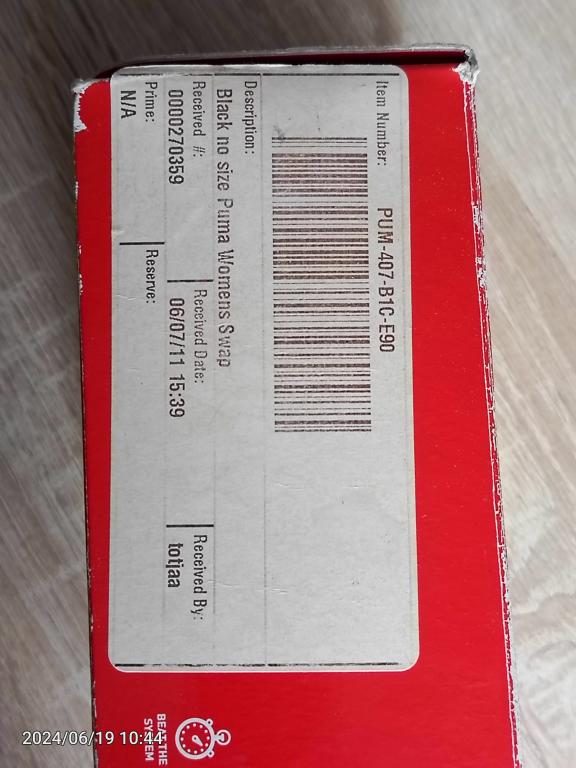 Item Number:
PUM-407-B1C-E90
Description:
Black no size Puma Womens Swap
Received #:
0000270359
Received Date:
06/07/11 15:39
Received By:
totjaa
Prime:
N/A
Reserve:
BEAT THE
SYSTEM
2024/06/19 10:44